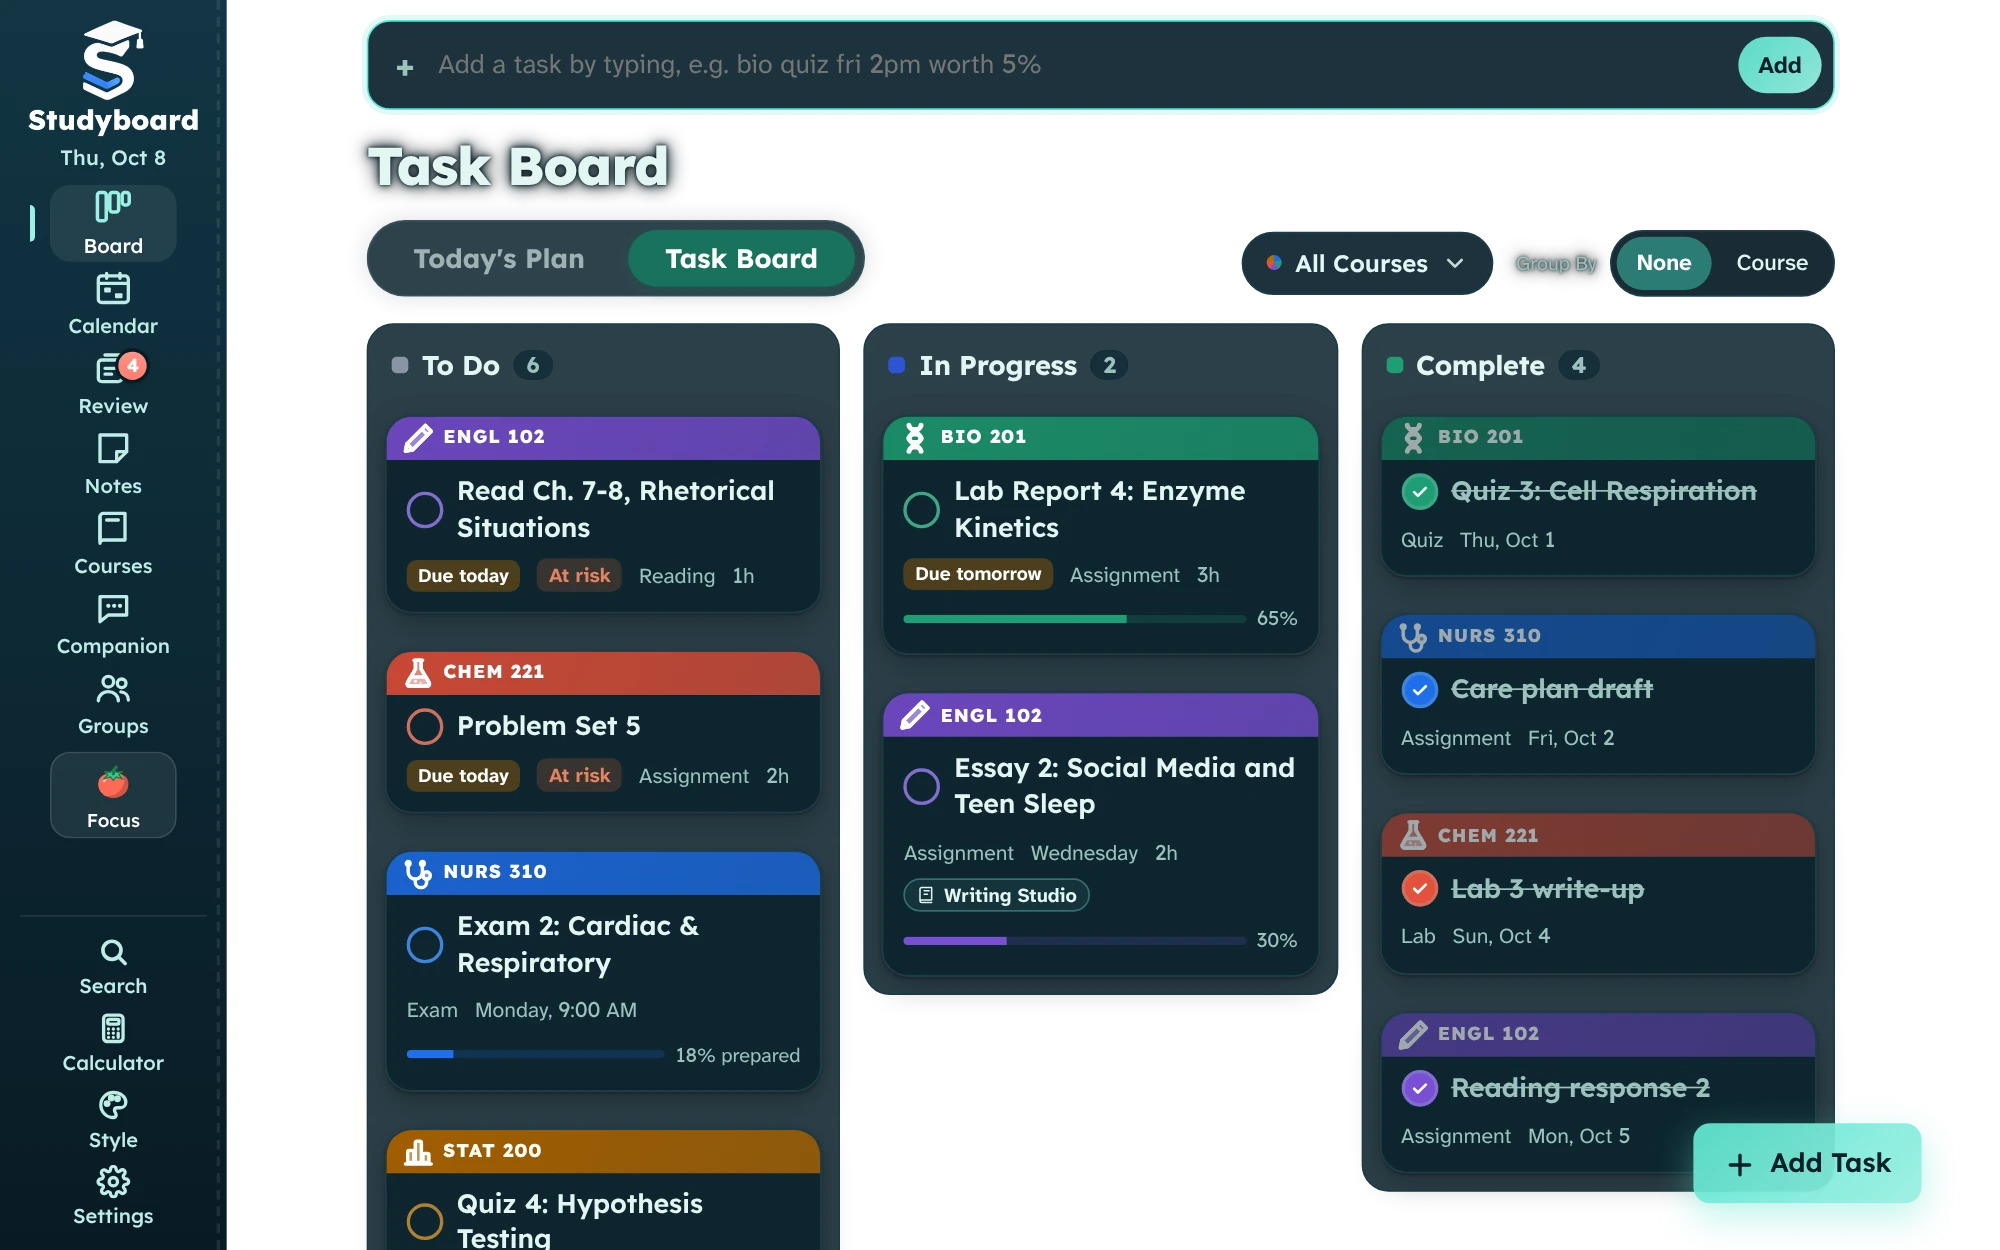 Studyboard
Thu, Oct 8
Board
Calendar
4
Review
Notes
Courses
Companion
Groups
Focus
Search
Calculator
Style
Settings
+ Add a task by typing, e.g. bio quiz fri 2pm worth 5%
Add
Task Board
Today's Plan
Task Board
All Courses
Group By
None
Course
To Do 6
ENGL 102
Read Ch. 7-8, Rhetorical
Situations
Due today At risk Reading 1h
CHEM 221
Problem Set 5
Due today At risk Assignment 2h
NURS 310
Exam 2: Cardiac &
Respiratory
Exam Monday, 9:00 AM
18% prepared
STAT 200
Quiz 4: Hypothesis
Testing
In Progress 2
BIO 201
Lab Report 4: Enzyme
Kinetics
Due tomorrow Assignment 3h
65%
ENGL 102
Essay 2: Social Media and
Teen Sleep
Assignment Wednesday 2h
Writing Studio
30%
Complete 4
BIO 201
Quiz 3: Cell Respiration
Quiz Thu, Oct 1
NURS 310
Care plan draft
Assignment Fri, Oct 2
CHEM 221
Lab 3 write-up
Lab Sun, Oct 4
ENGL 102
Reading response 2
Assignment Mon, Oct 5
+ Add Task